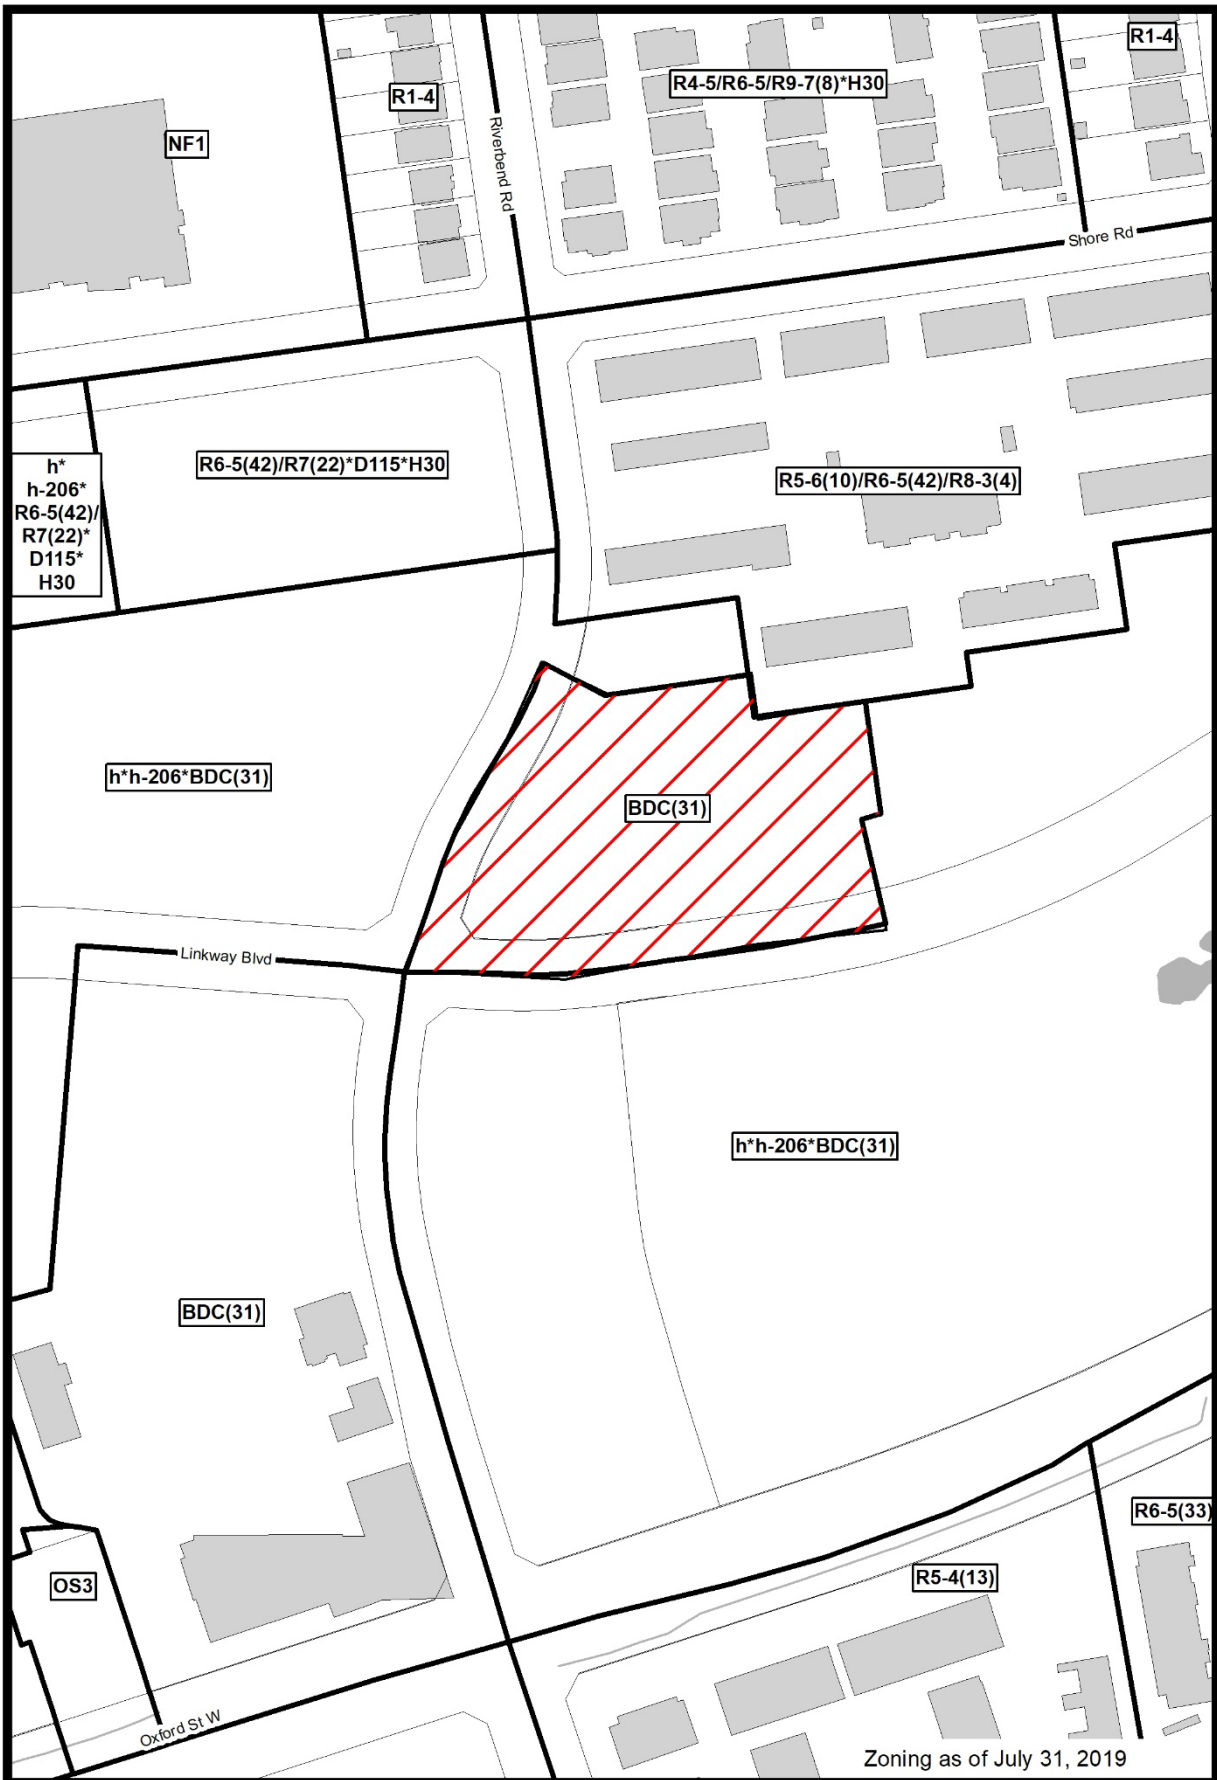 R1-4
R4-5/R6-5/R9-7(8)*H30
R1-4
NF1
Riverbend Rd
Shore Rd
R6-5(42)/R7(22)*D115*H30
h*
h-206*
R6-5(42)/
R7(22)*
D115*
H30
R5-6(10)/R6-5(42)/R8-3(4)
h*h-206*BDC(31)
BDC(31)
Linkway Blvd
h*h-206*BDC(31)
BDC(31)
R6-5(33)
R5-4(13)
OS3
Oxford St W
Zoning as of July 31, 2019